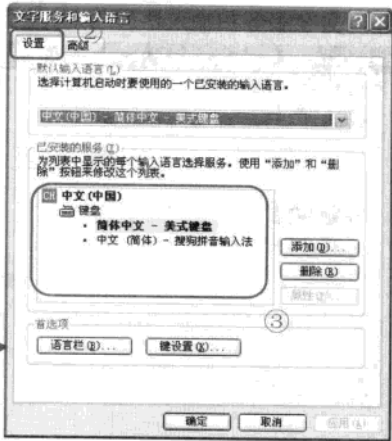 文字服务和输入语言
设置
高级
②
默认输入语言(L)
选择计算机启动时要使用的一个已安装的输入语言。
中文(中国) - 简体中文 - 美式键盘
已安装的服务(I)
为列表中显示的每个输入语言选择服务。使用“添加”和“删
除”按钮来修改这个列表。
CH 中文(中国)
键盘
• 简体中文 - 美式键盘
• 中文 (简体) - 搜狗拼音输入法
添加(D)...
删除(R)
属性(P)...
③
首选项
语言栏(B)...
键设置(K)...
确定
取消
应用(A)